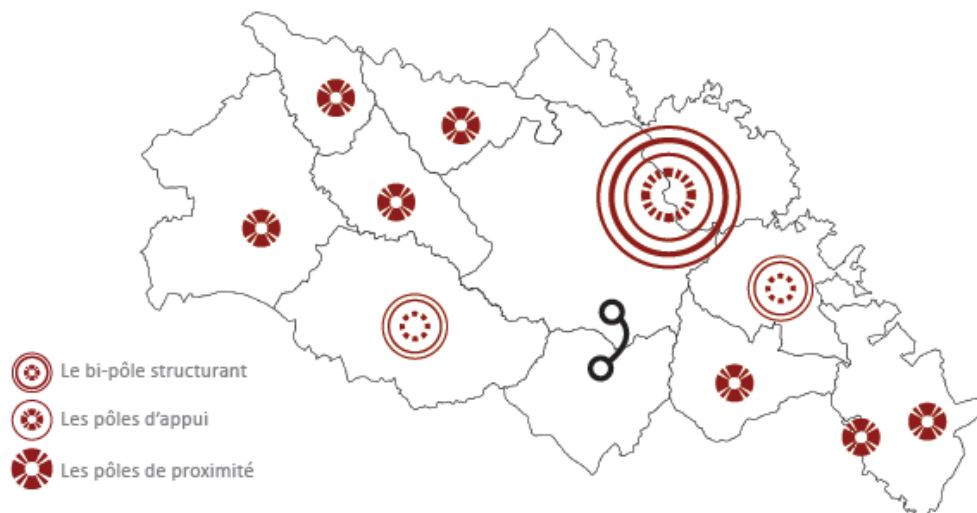 Le bi-pôle structurant
Les pôles d'appui
Les pôles de proximité